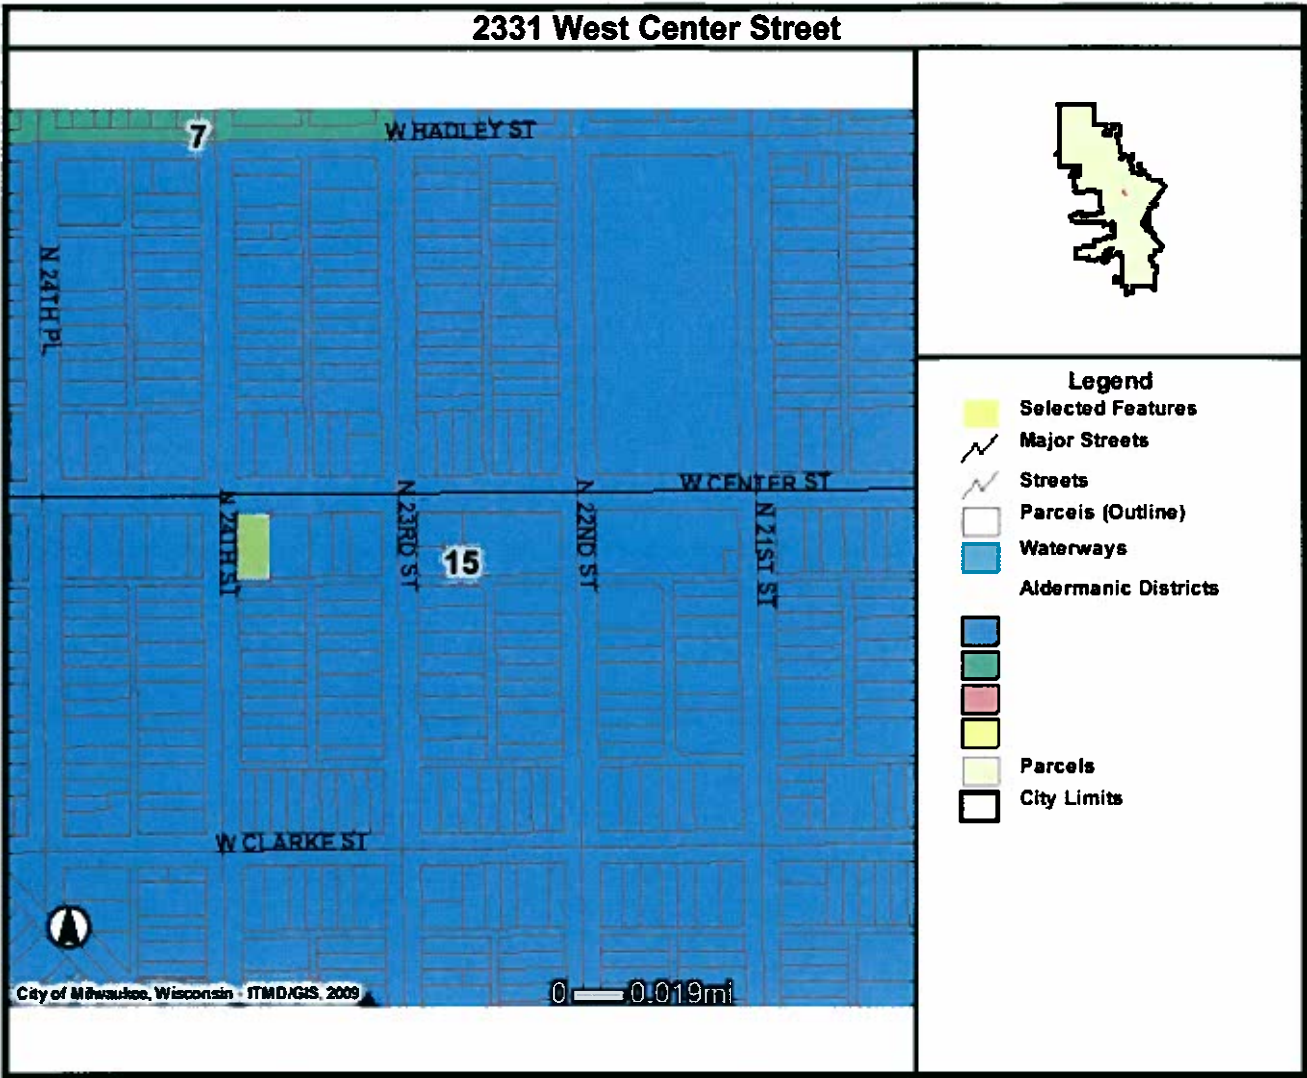 2331 West Center Street
7
W HADLEY ST
N 24TH PL
W CENTER ST
N 24TH ST
N 23RD ST
15
N 22ND ST
N 21ST ST
W CLARKE ST
City of Milwaukee, Wisconsin - ITMD/GIS, 2009
0 0.019mi
Legend
Selected Features
Major Streets
Streets
Parcels (Outline)
Waterways
Aldermanic Districts
Parcels
City Limits